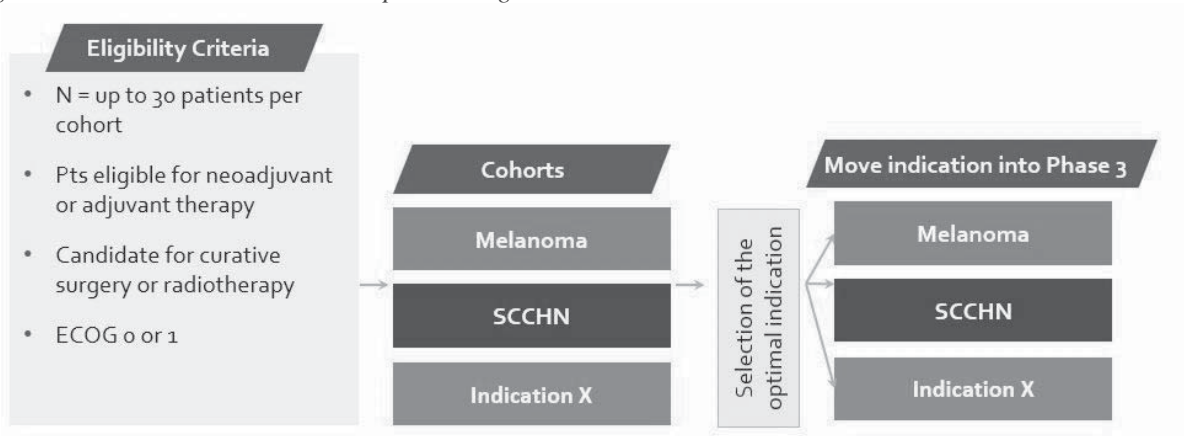 Eligibility Criteria
• N = up to 30 patients per
cohort
• Pts eligible for neoadjuvant
or adjuvant therapy
• Candidate for curative
surgery or radiotherapy
• ECOG 0 or 1
Cohorts
Melanoma
SCCHN
Indication X
Selection of the
optimal indication
Move indication into Phase 3
Melanoma
SCCHN
Indication X